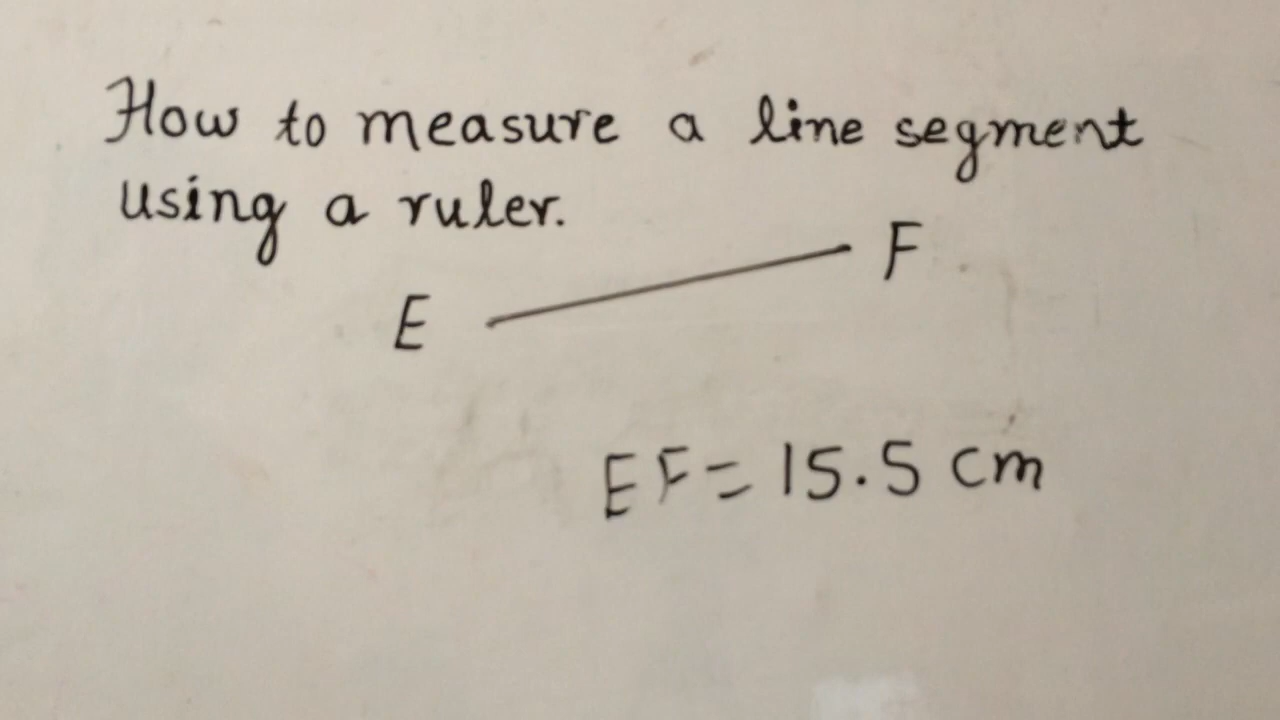 How to measure a line segment
using a ruler.
F
E
EF = 15.5 cm